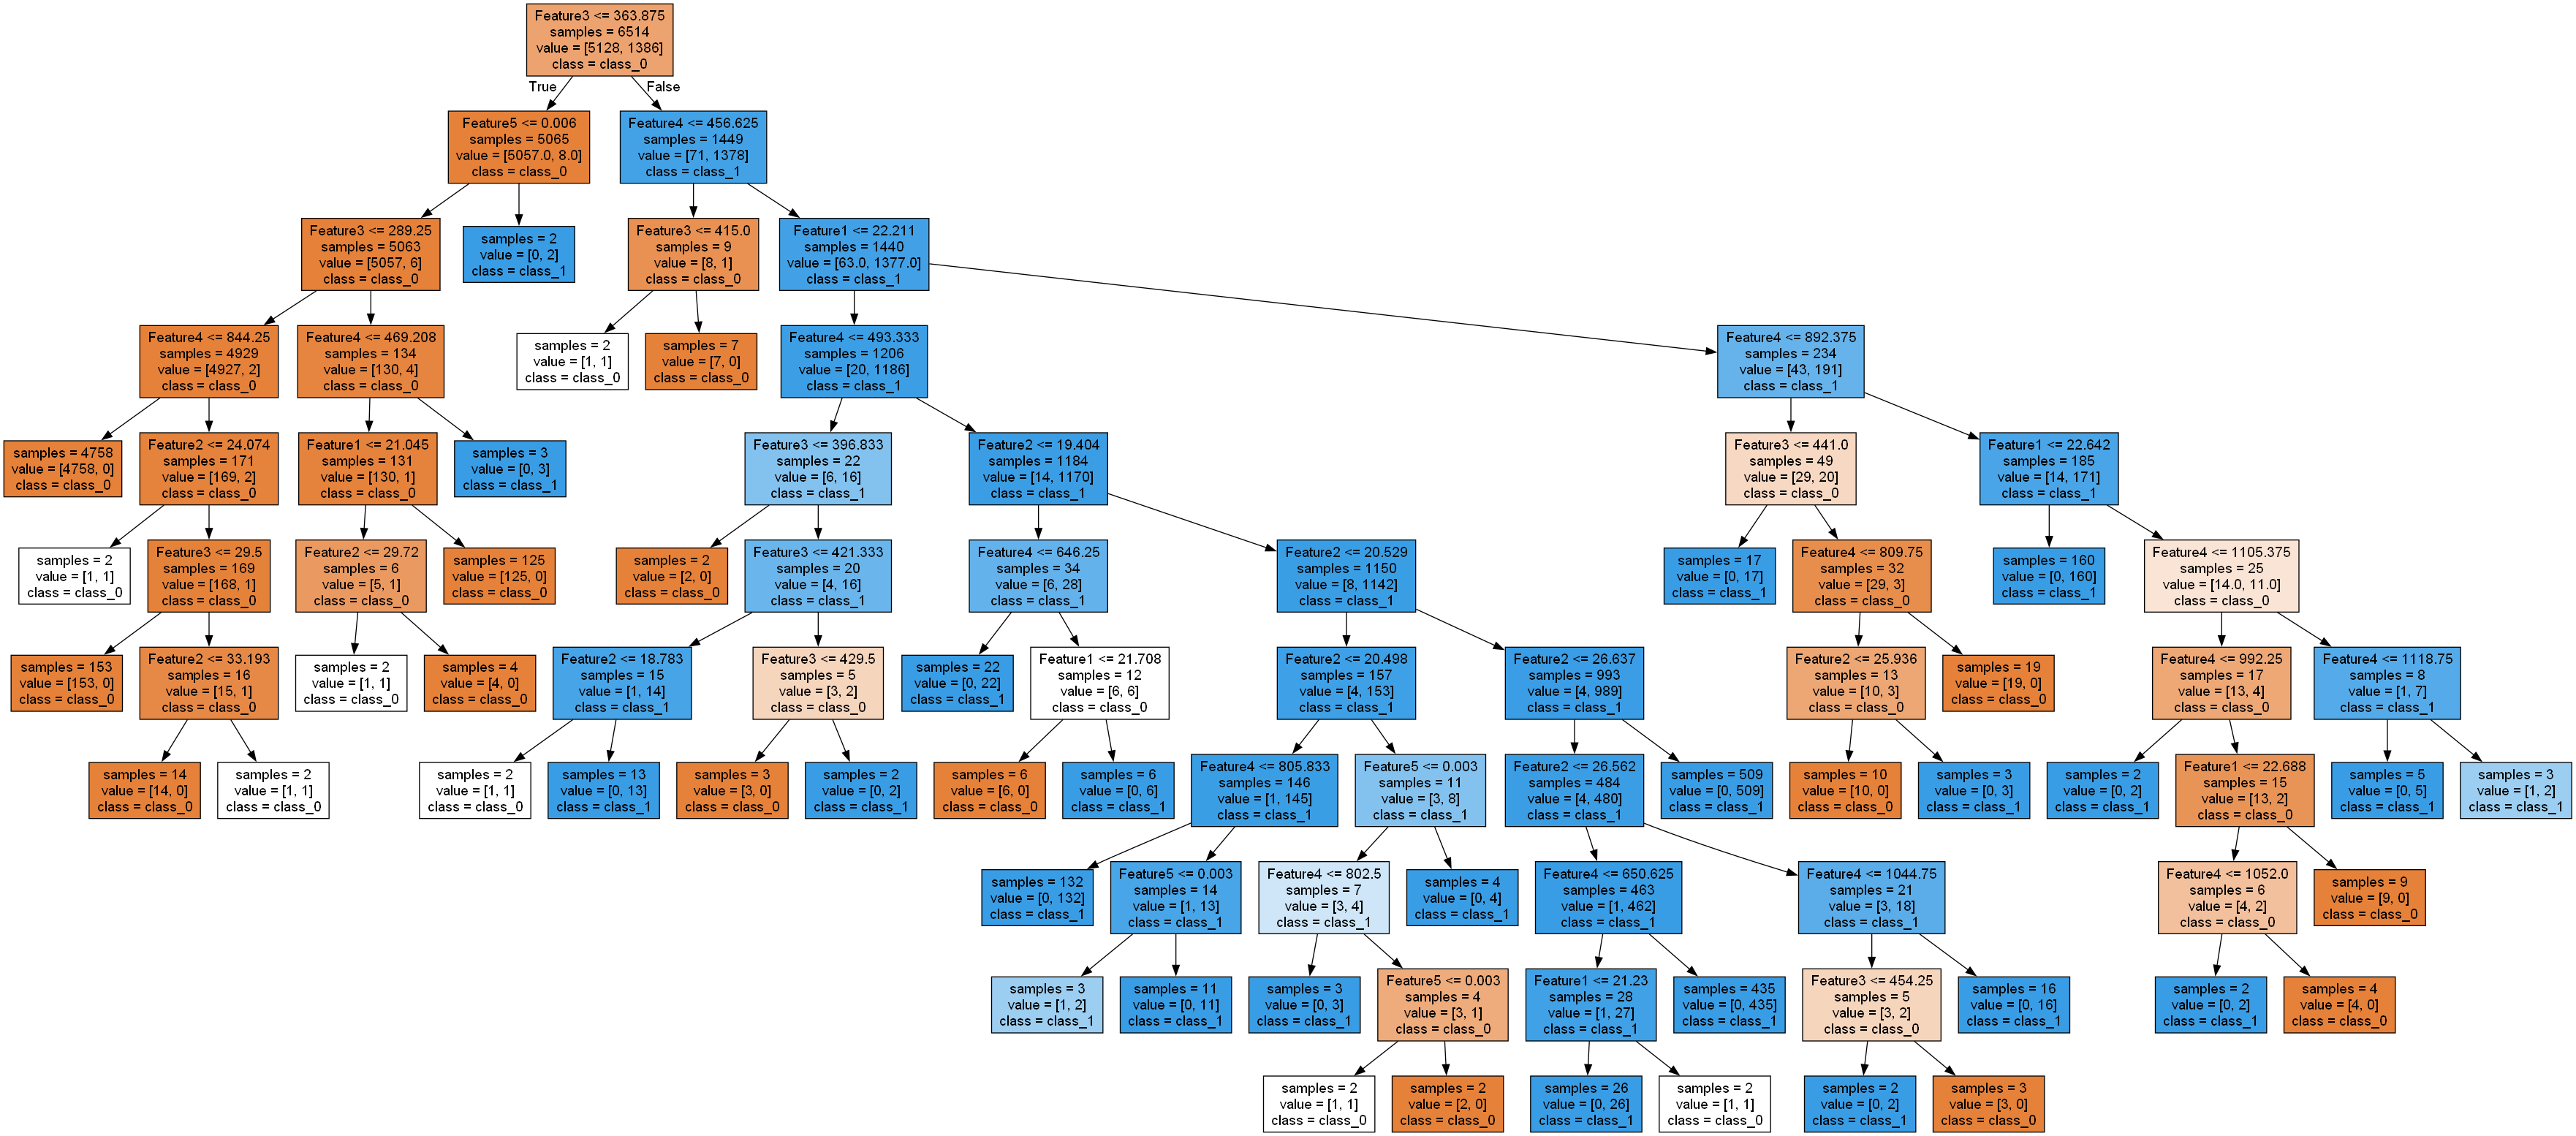 Feature3 <= 363.875
samples = 6514
value = [5128, 1386]
class = class_0
True
False
Feature5 <= 0.006
samples = 5065
value = [5057.0, 8.0]
class = class_0
Feature4 <= 456.625
samples = 1449
value = [71, 1378]
class = class_1
Feature3 <= 289.25
samples = 5063
value = [5057, 6]
class = class_0
samples = 2
value = [0, 2]
class = class_1
Feature3 <= 415.0
samples = 9
value = [8, 1]
class = class_0
Feature1 <= 22.211
samples = 1440
value = [63.0, 1377.0]
class = class_1
Feature4 <= 844.25
samples = 4929
value = [4927, 2]
class = class_0
Feature4 <= 469.208
samples = 134
value = [130, 4]
class = class_0
samples = 2
value = [1, 1]
class = class_0
samples = 7
value = [7, 0]
class = class_0
Feature4 <= 493.333
samples = 1206
value = [20, 1186]
class = class_1
Feature4 <= 892.375
samples = 234
value = [43, 191]
class = class_1
samples = 4758
value = [4758, 0]
class = class_0
Feature2 <= 24.074
samples = 171
value = [169, 2]
class = class_0
Feature1 <= 21.045
samples = 131
value = [130, 1]
class = class_0
samples = 3
value = [0, 3]
class = class_1
Feature3 <= 396.833
samples = 22
value = [6, 16]
class = class_1
Feature2 <= 19.404
samples = 1184
value = [14, 1170]
class = class_1
Feature3 <= 441.0
samples = 49
value = [29, 20]
class = class_0
Feature1 <= 22.642
samples = 185
value = [14, 171]
class = class_1
samples = 2
value = [1, 1]
class = class_0
Feature3 <= 29.5
samples = 169
value = [168, 1]
class = class_0
Feature2 <= 29.72
samples = 6
value = [5, 1]
class = class_0
samples = 125
value = [125, 0]
class = class_0
samples = 2
value = [2, 0]
class = class_0
Feature3 <= 421.333
samples = 20
value = [4, 16]
class = class_1
Feature4 <= 646.25
samples = 34
value = [6, 28]
class = class_1
Feature2 <= 20.529
samples = 1150
value = [8, 1142]
class = class_1
samples = 17
value = [0, 17]
class = class_1
Feature4 <= 809.75
samples = 32
value = [29, 3]
class = class_0
samples = 160
value = [0, 160]
class = class_1
Feature4 <= 1105.375
samples = 25
value = [14.0, 11.0]
class = class_0
samples = 153
value = [153, 0]
class = class_0
Feature2 <= 33.193
samples = 16
value = [15, 1]
class = class_0
samples = 2
value = [1, 1]
class = class_0
samples = 4
value = [4, 0]
class = class_0
Feature2 <= 18.783
samples = 15
value = [1, 14]
class = class_1
Feature3 <= 429.5
samples = 5
value = [3, 2]
class = class_0
samples = 22
value = [0, 22]
class = class_1
Feature1 <= 21.708
samples = 12
value = [6, 6]
class = class_0
Feature2 <= 20.498
samples = 157
value = [4, 153]
class = class_1
Feature2 <= 26.637
samples = 993
value = [4, 989]
class = class_1
Feature2 <= 25.936
samples = 13
value = [10, 3]
class = class_0
samples = 19
value = [19, 0]
class = class_0
Feature4 <= 992.25
samples = 17
value = [13, 4]
class = class_0
Feature4 <= 1118.75
samples = 8
value = [1, 7]
class = class_1
samples = 14
value = [14, 0]
class = class_0
samples = 2
value = [1, 1]
class = class_0
samples = 2
value = [1, 1]
class = class_0
samples = 13
value = [0, 13]
class = class_1
samples = 3
value = [3, 0]
class = class_0
samples = 2
value = [0, 2]
class = class_1
samples = 6
value = [6, 0]
class = class_0
samples = 6
value = [0, 6]
class = class_1
Feature4 <= 805.833
samples = 146
value = [1, 145]
class = class_1
Feature5 <= 0.003
samples = 11
value = [3, 8]
class = class_1
Feature2 <= 26.562
samples = 484
value = [4, 480]
class = class_1
samples = 509
value = [0, 509]
class = class_1
samples = 10
value = [10, 0]
class = class_0
samples = 3
value = [0, 3]
class = class_1
samples = 2
value = [0, 2]
class = class_1
Feature1 <= 22.688
samples = 15
value = [13, 2]
class = class_0
samples = 5
value = [0, 5]
class = class_1
samples = 3
value = [1, 2]
class = class_1
samples = 132
value = [0, 132]
class = class_1
Feature5 <= 0.003
samples = 14
value = [1, 13]
class = class_1
Feature4 <= 802.5
samples = 7
value = [3, 4]
class = class_1
samples = 4
value = [0, 4]
class = class_1
Feature4 <= 650.625
samples = 463
value = [1, 462]
class = class_1
Feature4 <= 1044.75
samples = 21
value = [3, 18]
class = class_1
Feature4 <= 1052.0
samples = 6
value = [4, 2]
class = class_0
samples = 9
value = [9, 0]
class = class_0
samples = 3
value = [1, 2]
class = class_1
samples = 11
value = [0, 11]
class = class_1
samples = 3
value = [0, 3]
class = class_1
Feature5 <= 0.003
samples = 4
value = [3, 1]
class = class_0
Feature1 <= 21.23
samples = 28
value = [1, 27]
class = class_1
samples = 435
value = [0, 435]
class = class_1
Feature3 <= 454.25
samples = 5
value = [3, 2]
class = class_0
samples = 16
value = [0, 16]
class = class_1
samples = 2
value = [0, 2]
class = class_1
samples = 4
value = [4, 0]
class = class_0
samples = 2
value = [1, 1]
class = class_0
samples = 2
value = [2, 0]
class = class_0
samples = 26
value = [0, 26]
class = class_1
samples = 2
value = [1, 1]
class = class_0
samples = 2
value = [0, 2]
class = class_1
samples = 3
value = [3, 0]
class = class_0